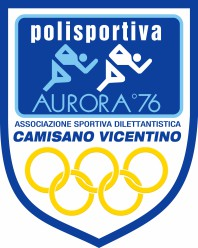 polisportiva
AURORA°76
ASSOCIAZIONE SPORTIVA DILETTANTISTICA
CAMISANO VICENTINO